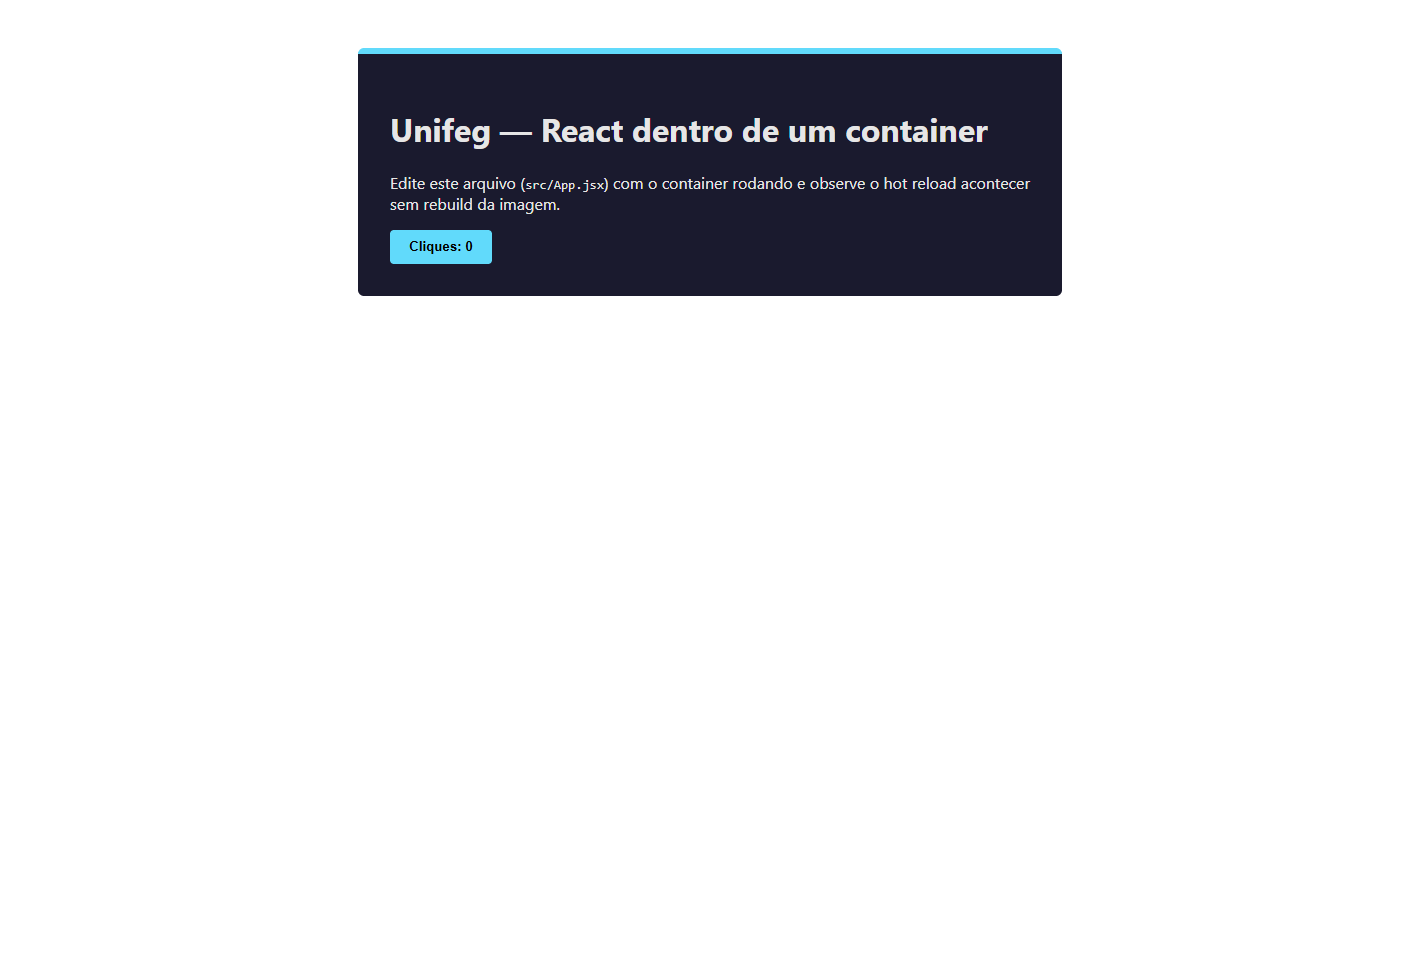 Unifeg — React dentro de um container
Edite este arquivo (src/App.jsx) com o container rodando e observe o hot reload acontecer
sem rebuild da imagem.
Cliques: 0